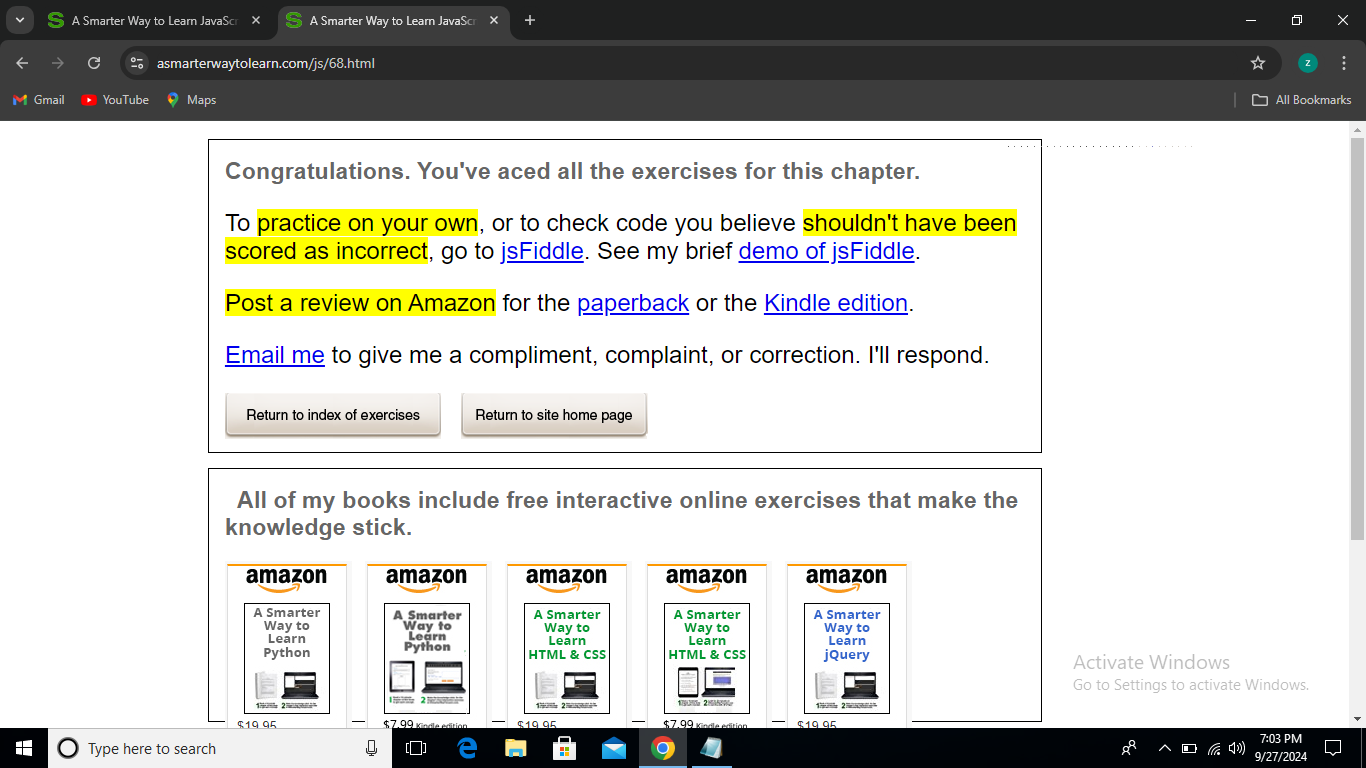 A Smarter Way to Learn JavaSc
A Smarter Way to Learn JavaSc
asmarterwaytolearn.com/js/68.html
z
Gmail
YouTube
Maps
All Bookmarks
Congratulations. You've aced all the exercises for this chapter.
To practice on your own, or to check code you believe shouldn't have been
scored as incorrect, go to jsFiddle. See my brief demo of jsFiddle.
Post a review on Amazon for the paperback or the Kindle edition.
Email me to give me a compliment, complaint, or correction. I'll respond.
Return to index of exercises
Return to site home page
All of my books include free interactive online exercises that make the
knowledge stick.
amazon
A Smarter
Way to
Learn
Python
$19.95
amazon
A Smarter
Way to
Learn
Python
$7.99 Kindle edition
amazon
A Smarter
Way to
Learn
HTML & CSS
$19.95
amazon
A Smarter
Way to
Learn
HTML & CSS
$7.99 Kindle edition
amazon
A Smarter
Way to
Learn
jQuery
$19.95
Activate Windows
Go to Settings to activate Windows.
Type here to search
7:03 PM
9/27/2024